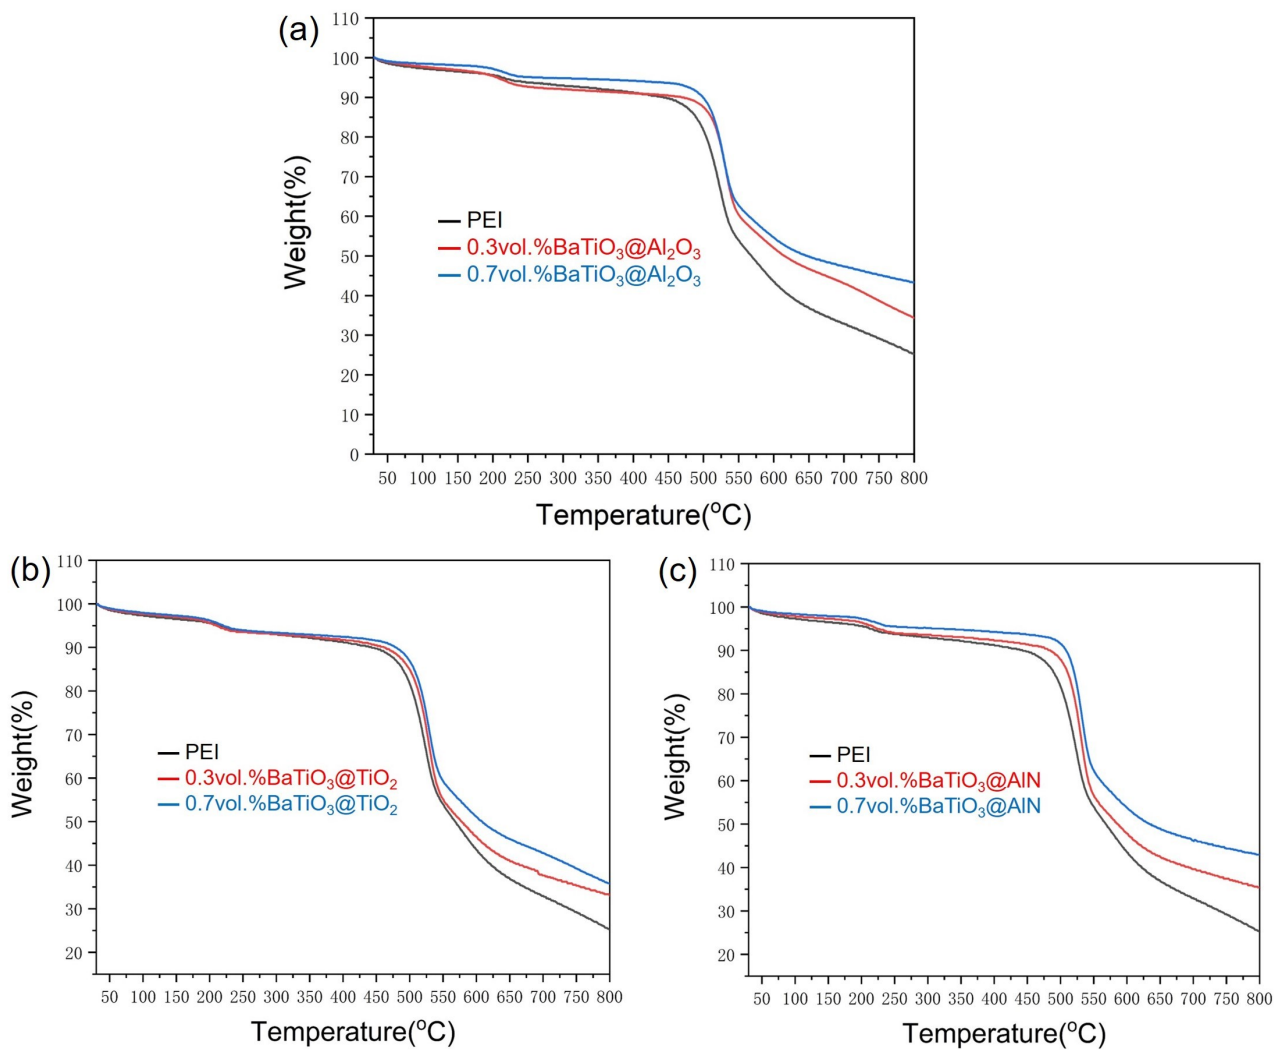 (a)
110
100
90
80
70
60
50
40
30
20
10
0
Weight(%)
PEI
0.3vol.%BaTiO₃@Al₂O₃
0.7vol.%BaTiO₃@Al₂O₃
50 100 150 200 250 300 350 400 450 500 550 600 650 700 750 800
Temperature(°C)
(b)
110
100
90
80
70
60
50
40
30
20
Weight(%)
PEI
0.3vol.%BaTiO₃@TiO₂
0.7vol.%BaTiO₃@TiO₂
50 100 150 200 250 300 350 400 450 500 550 600 650 700 750 800
Temperature(°C)
(c)
110
100
90
80
70
60
50
40
30
20
Weight(%)
PEI
0.3vol.%BaTiO₃@AlN
0.7vol.%BaTiO₃@AlN
50 100 150 200 250 300 350 400 450 500 550 600 650 700 750 800
Temperature(°C)